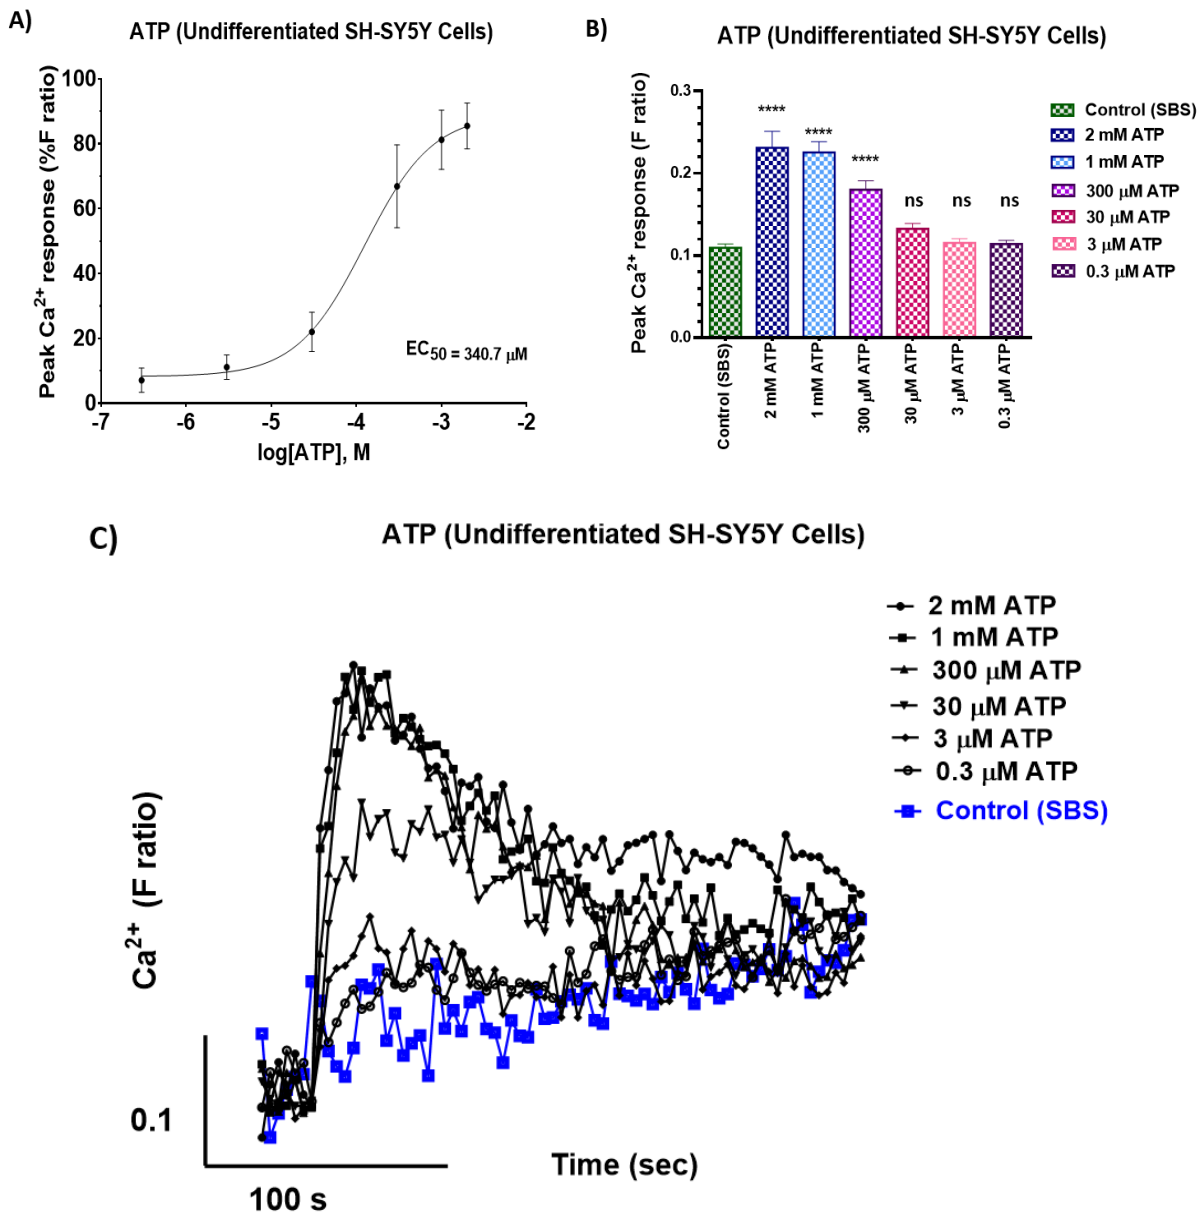 A)
ATP (Undifferentiated SH-SY5Y Cells)
Peak Ca2+ response (%F ratio)
100
80
60
40
20
0
-7
-6
-5
-4
-3
-2
log[ATP], M
EC50 = 340.7 μM
B)
ATP (Undifferentiated SH-SY5Y Cells)
Peak Ca2+ response (F ratio)
0.3
0.2
0.1
0.0
****
****
****
ns
ns
ns
Control (SBS)
2 mM ATP
1 mM ATP
300 μM ATP
30 μM ATP
3 μM ATP
0.3 μM ATP
Control (SBS)
2 mM ATP
1 mM ATP
300 μM ATP
30 μM ATP
3 μM ATP
0.3 μM ATP
C)
ATP (Undifferentiated SH-SY5Y Cells)
2 mM ATP
1 mM ATP
300 μM ATP
30 μM ATP
3 μM ATP
0.3 μM ATP
Control (SBS)
Ca2+ (F ratio)
0.1
100 s
Time (sec)